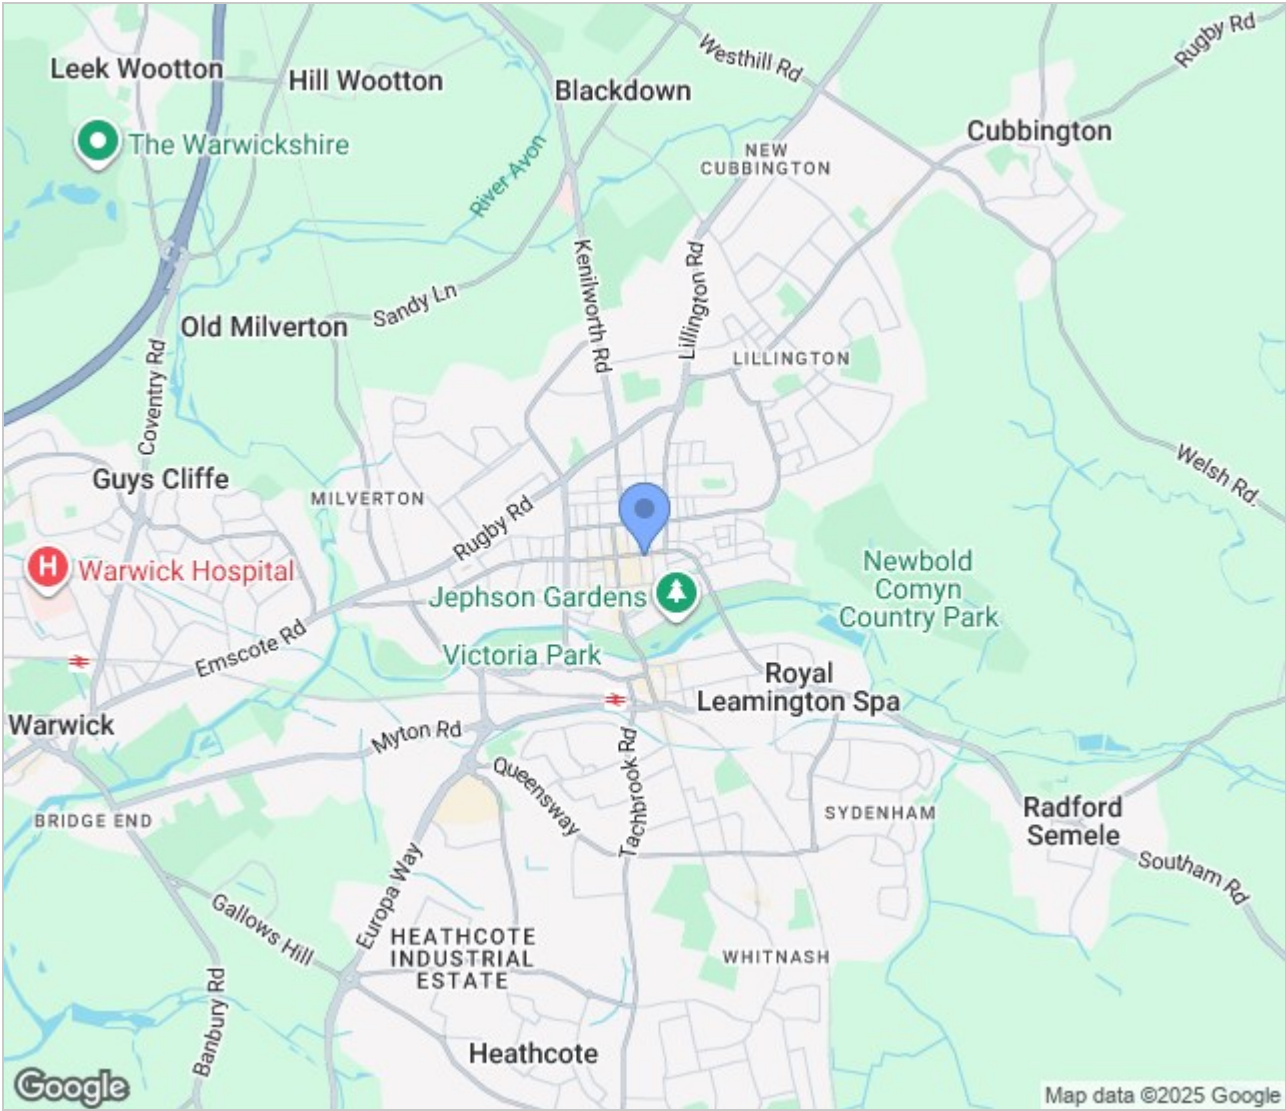 Westhill Rd
Rugby Rd
Leek Wootton
Hill Wootton
Blackdown
Cubbington
The Warwickshire
NEW
CUBBINGTON
River Avon
Kenilworth Rd
Lillington Rd
Sandy Ln
Old Milverton
LILLINGTON
Coventry Rd
Guys Cliffe
MILVERTON
Welsh Rd.
Rugby Rd
H
Warwick Hospital
Newbold
Comyn
Country Park
Jephson Gardens
Emscote Rd
Victoria Park
Royal
Leamington Spa
Warwick
Myton Rd
Queensway
Tachbrook Rd
BRIDGE END
SYDENHAM
Radford
Semele
Southam Rd
Europa Way
Gallows Hill
HEATHCOTE
INDUSTRIAL
ESTATE
WHITNASH
Banbury Rd
Heathcote
Google
Map data ©2025 Google